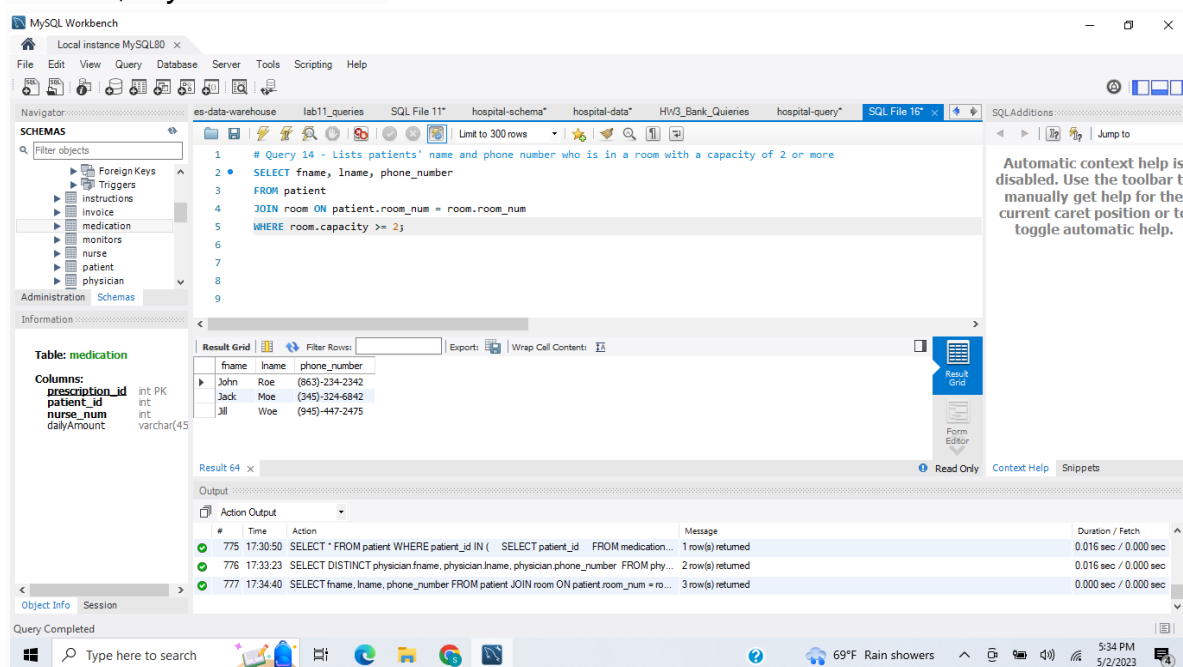 MySQL Workbench
Local instance MySQL80
File Edit View Query Database Server Tools Scripting Help
Navigator
SCHEMAS
Filter objects
Foreign Keys
Triggers
instructions
invoice
medication
monitors
nurse
patient
physician
Administration Schemas
Information
Table: medication
Columns:
prescription_id int PK
patient_id int
nurse_num int
dailyAmount varchar(45
Object Info Session
es-data-warehouse lab11_queries SQL File 11* hospital-schema* hospital-data* HW3_Bank_Quieries hospital-query* SQL File 16*
Limit to 300 rows
1 # Query 14 - Lists patients' name and phone number who is in a room with a capacity of 2 or more
2 SELECT fname, lname, phone_number
3 FROM patient
4 JOIN room ON patient.room_num = room.room_num
5 WHERE room.capacity >= 2;
6
7
8
9
Result Grid Filter Rows: Export: Wrap Cell Content:
fname lname phone_number
John Roe (863)-234-2342
Jack Moe (345)-324-6842
Jill Woe (945)-447-2475
Result
Grid
Form
Editor
Result 64 Read Only
SQLAdditions
Jump to
Automatic context help is
disabled. Use the toolbar t
manually get help for the
current caret position or to
toggle automatic help.
Context Help Snippets
Output
Action Output
# Time Action Message Duration / Fetch
775 17:30:50 SELECT * FROM patient WHERE patient_id IN ( SELECT patient_id FROM medication... 1 row(s) returned 0.016 sec / 0.000 sec
776 17:33:23 SELECT DISTINCT physician.fname, physician.lname, physician.phone_number FROM phy... 2 row(s) returned 0.016 sec / 0.000 sec
777 17:34:40 SELECT fname, lname, phone_number FROM patient JOIN room ON patient.room_num = ro... 3 row(s) returned 0.000 sec / 0.000 sec
Query Completed
Type here to search
69°F Rain showers
5:34 PM
5/2/2023
4